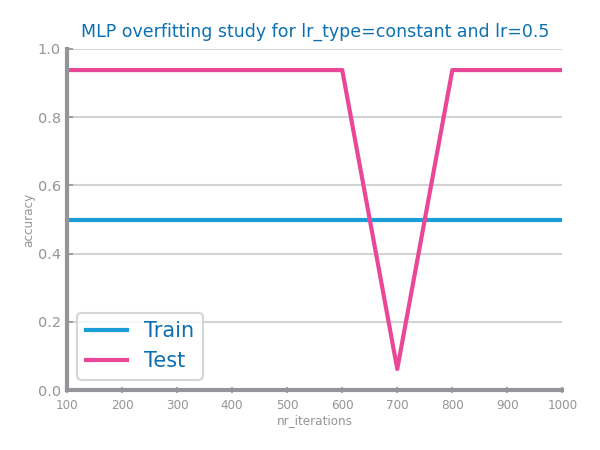 MLP overfitting study for lr_type=constant and lr=0.5
1.0
0.8
0.6
0.4
0.2
0.0
accuracy
Train
Test
100 200 300 400 500 600 700 800 900 1000
nr_iterations